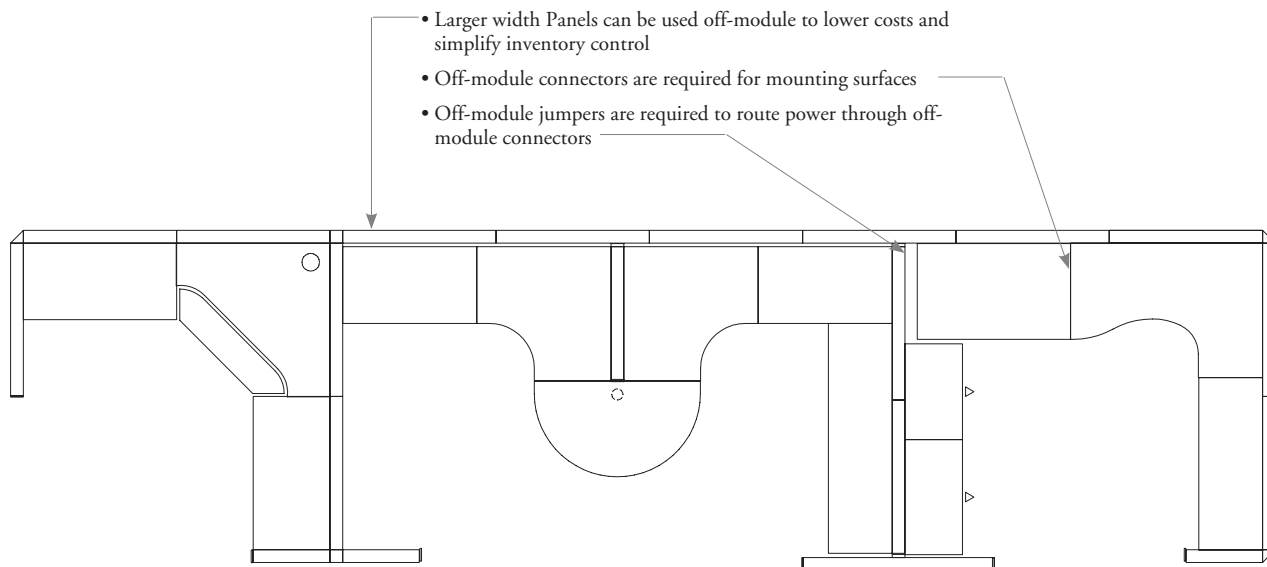 • Larger width Panels can be used off-module to lower costs and
simplify inventory control
• Off-module connectors are required for mounting surfaces
• Off-module jumpers are required to route power through off-
module connectors